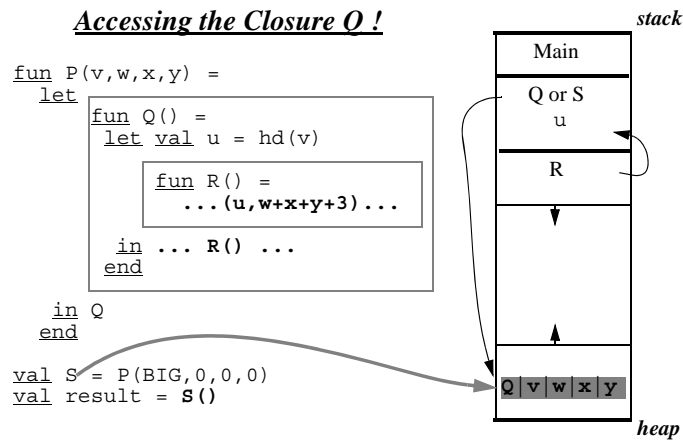 Accessing the Closure Q !
fun P(v,w,x,y) =
let
fun Q() =
let val u = hd(v)
fun R() =
...(u,w+x+y+3)...
in ... R() ...
end
in Q
end
val S = P(BIG,0,0,0)
val result = S()
stack
Main
Q or S
u
R
Q|v|w|x|y
heap